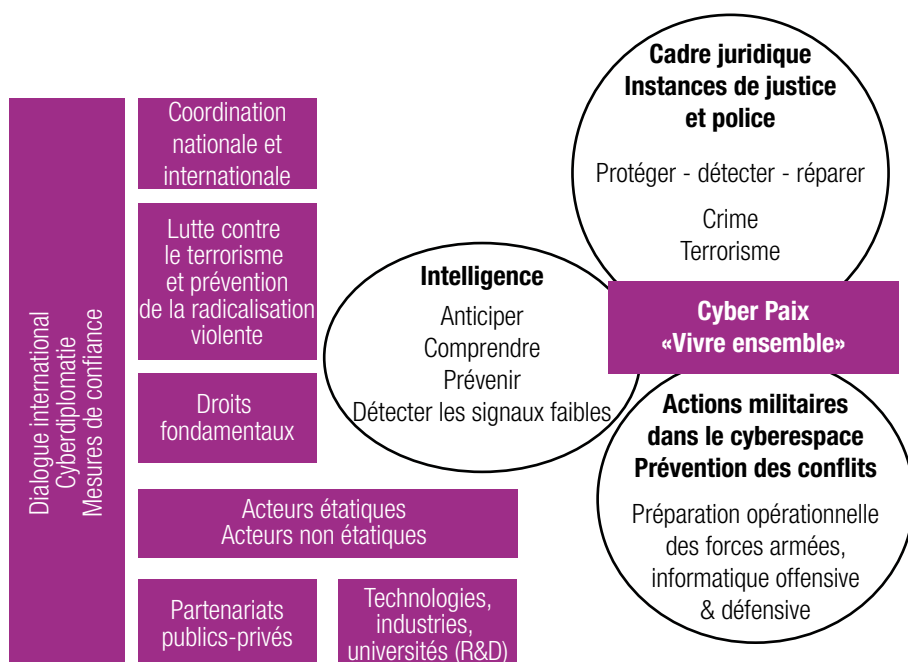 Dialogue international
Cyberdiplomatie
Mesures de confiance
Coordination
nationale et
internationale
Lutte contre
le terrorisme
et prévention
de la radicalisation
violente
Droits
fondamentaux
Acteurs étatiques
Acteurs non étatiques
Partenariats
publics-privés
Technologies,
industries,
universités (R&D)
Intelligence
Anticiper
Comprendre
Prévenir
Détecter les signaux faibles
Cadre juridique
Instances de justice
et police
Protéger - détecter - réparer
Crime
Terrorisme
Cyber Paix
«Vivre ensemble»
Actions militaires
dans le cyberespace
Prévention des conflits
Préparation opérationnelle
des forces armées,
informatique offensive
& défensive